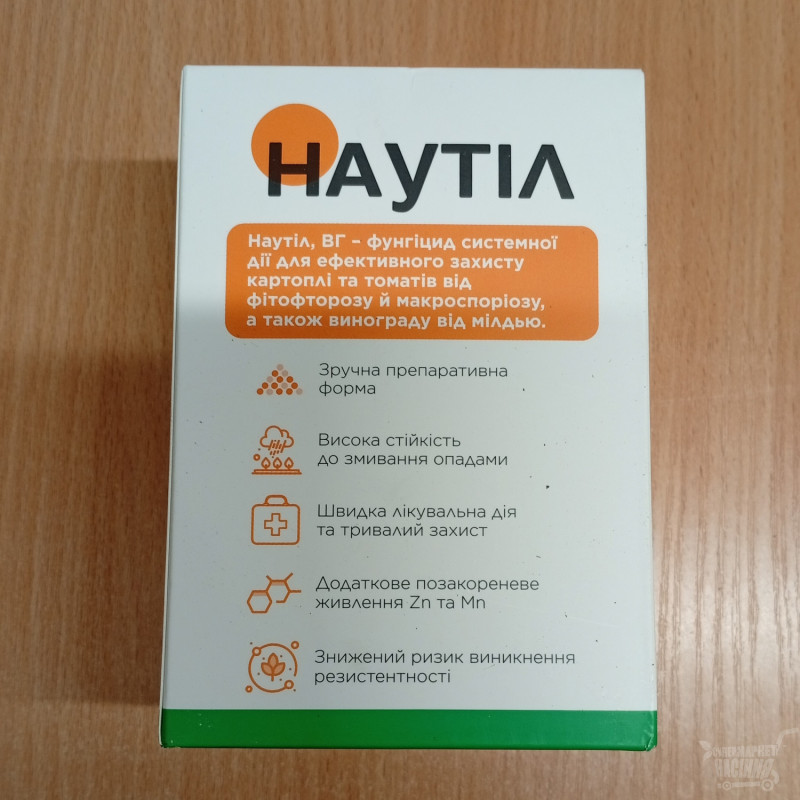 НАУТІЛ
Наутіл, ВГ – фунгіцид системної
дії для ефективного захисту
картоплі та томатів від
фітофторозу й макроспоріозу,
а також винограду від мілдью.
Зручна препаративна
форма
Висока стійкість
до змивання опадами
Швидка лікувальна дія
та тривалий захист
Додаткове позакореневе
живлення Zn та Mn
Знижений ризик виникнення
резистентності
СУПЕРМАРКЕТ
НАСІННЯ